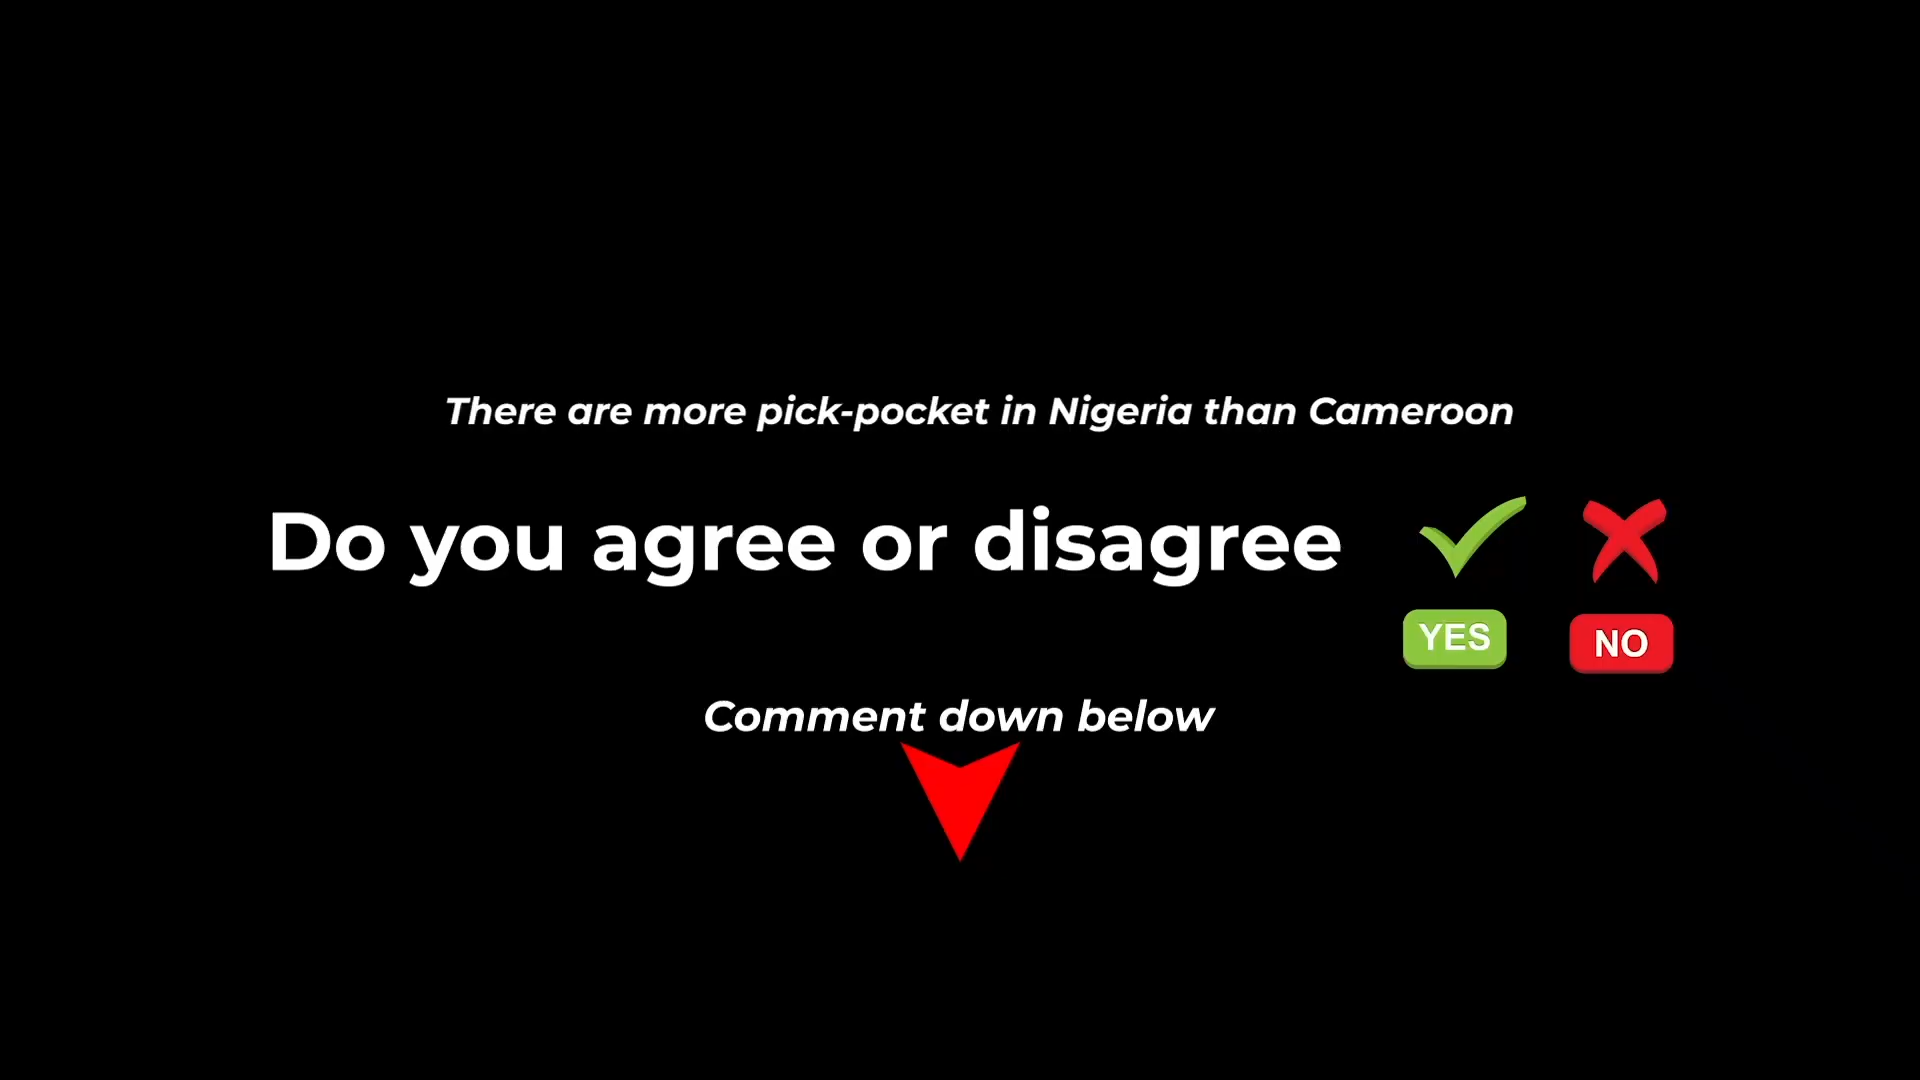 There are more pick-pocket in Nigeria than Cameroon
Do you agree or disagree
YES NO
Comment down below